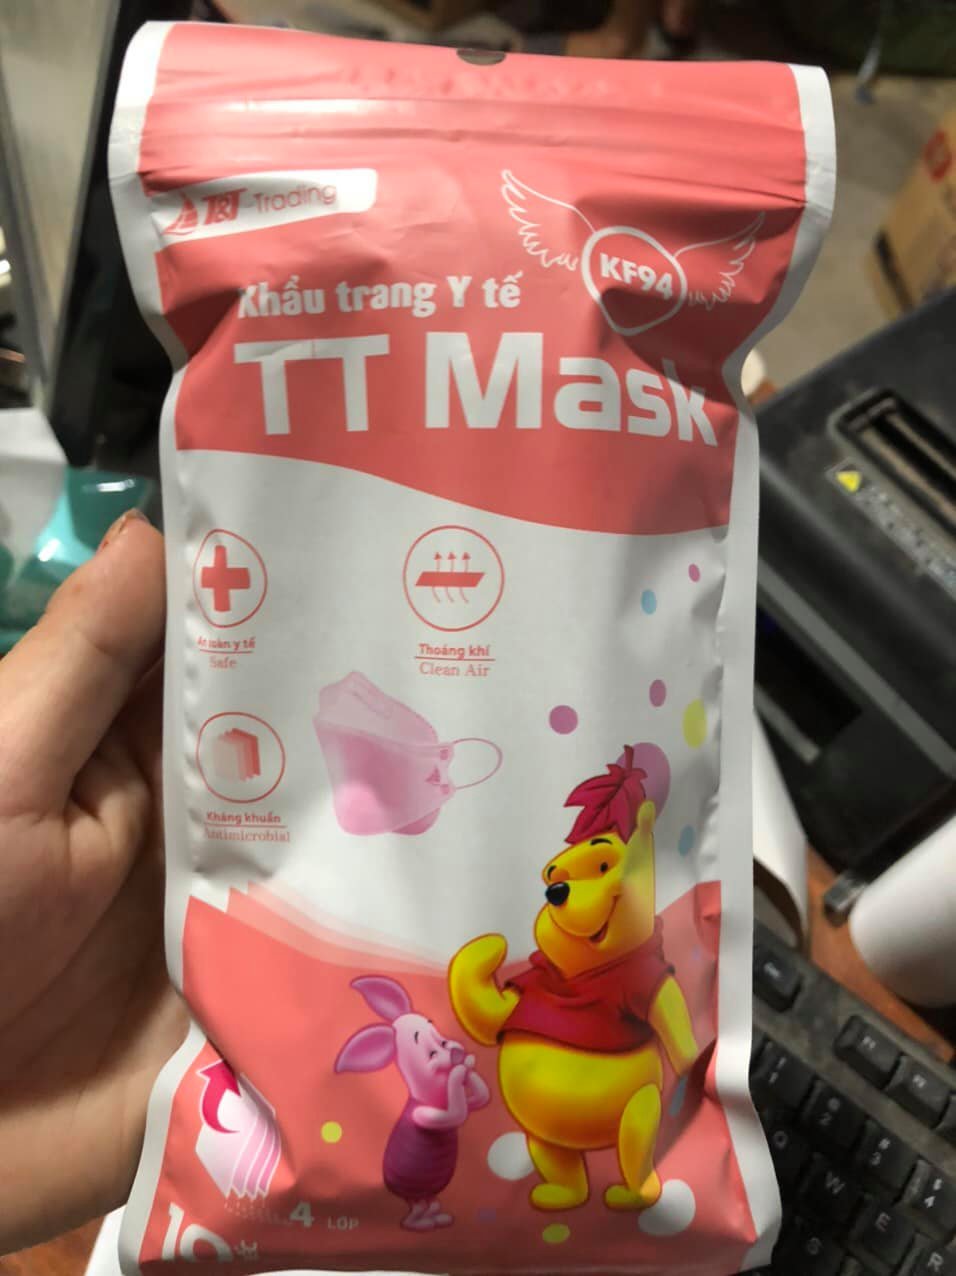 T&T Trading
KF94
Khẩu trang Y tế
TT Mask
An toàn y tế
Safe
Thoáng khí
Clean Air
Kháng khuẩn
Antimicrobial
4 LỚP
10